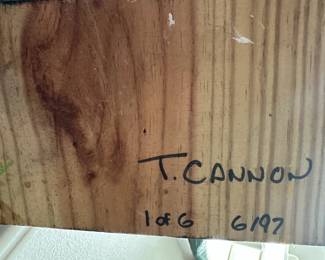 T. CANNON
1 of 6 6/97